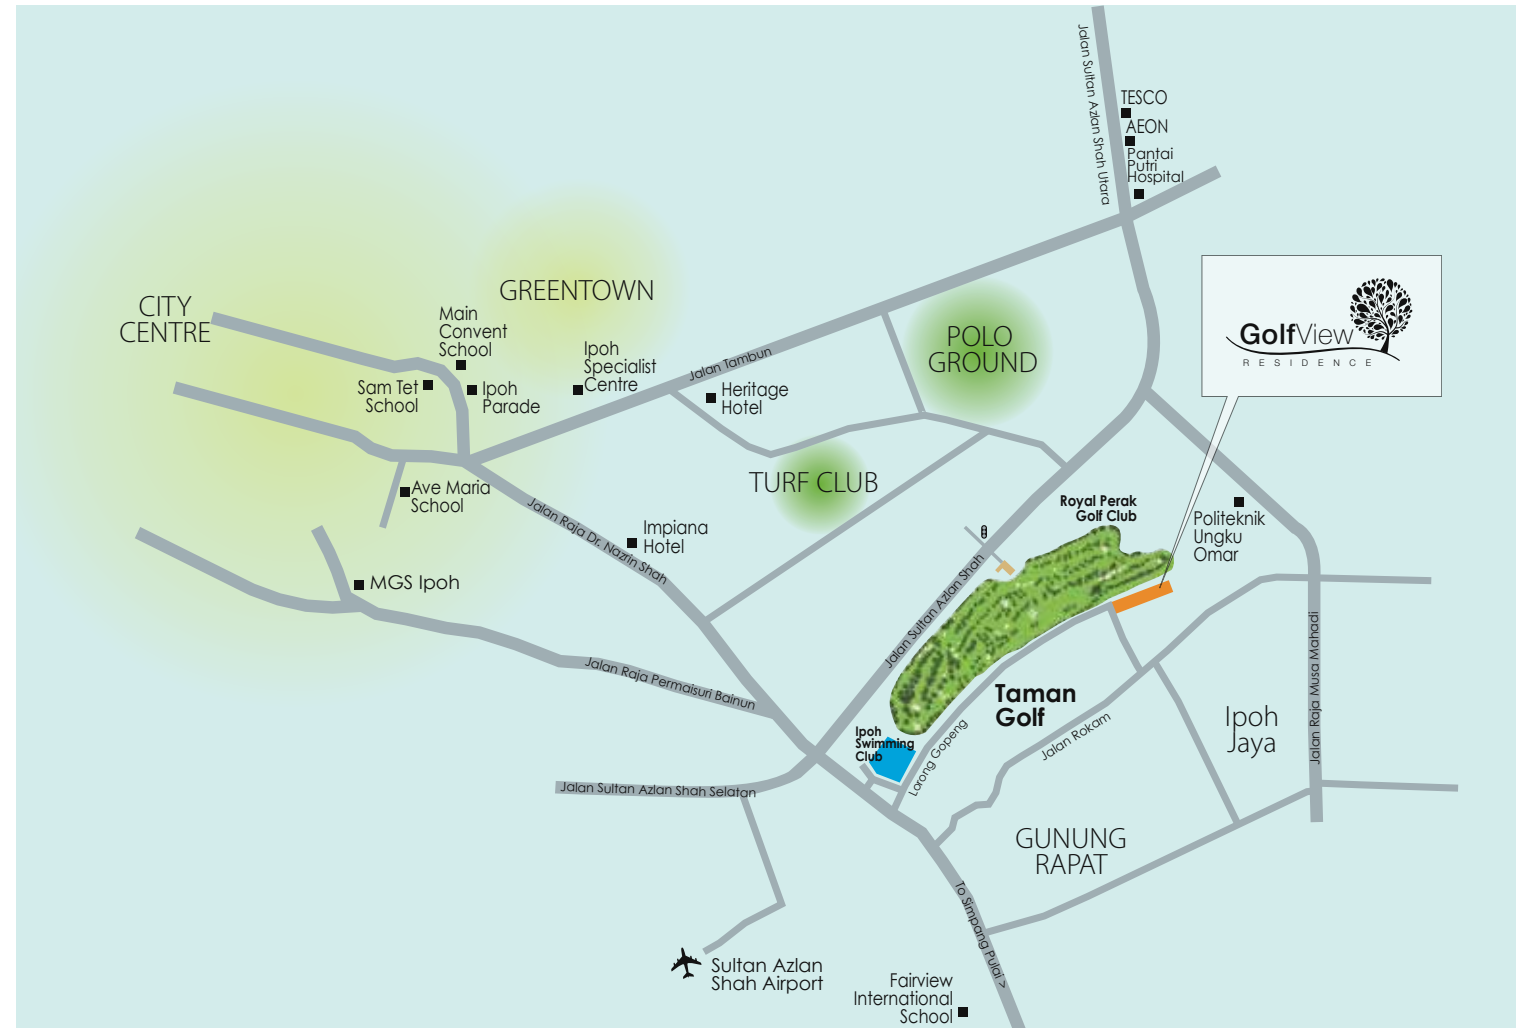 Jalan Sultan Azlan Shah Utara
TESCO
AEON
Pantai
Putri
Hospital
GolfView
RESIDENCE
CITY
CENTRE
GREENTOWN
Main
Convent
School
Sam Tet
School
Ipoh
Parade
Ipoh
Specialist
Centre
Jalan Tambun
Heritage
Hotel
POLO
GROUND
TURF CLUB
Ave Maria
School
Jalan Raja Dr. Nazrin Shah
Impiana
Hotel
MGS Ipoh
Royal Perak
Golf Club
Politeknik
Ungku
Omar
Jalan Sultan Azlan Shah
Jalan Raja Permaisuri Bainun
Taman
Golf
Ipoh
Swimming
Club
Lorong Gopeng
Jalan Rokam
Ipoh
Jaya
Jalan Raja Musa Mahadi
Jalan Sultan Azlan Shah Selatan
GUNUNG
RAPAT
To Simpang Pulai >
Sultan Azlan
Shah Airport
Fairview
International
School